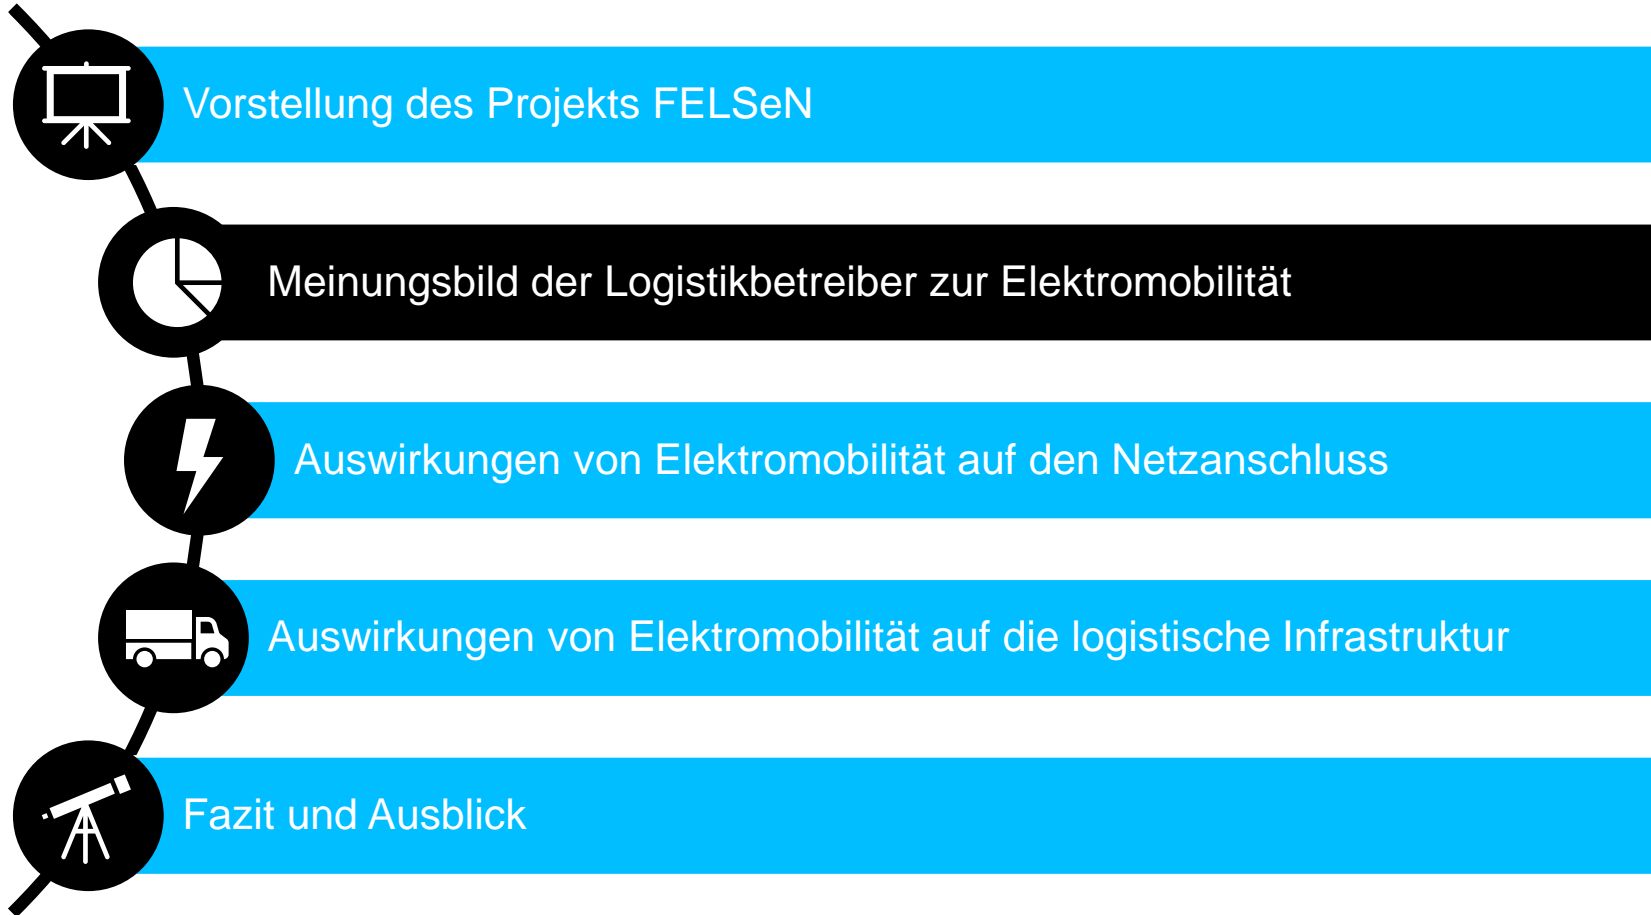 Vorstellung des Projekts FELSeN
Meinungsbild der Logistikbetreiber zur Elektromobilität
Auswirkungen von Elektromobilität auf den Netzanschluss
Auswirkungen von Elektromobilität auf die logistische Infrastruktur
Fazit und Ausblick